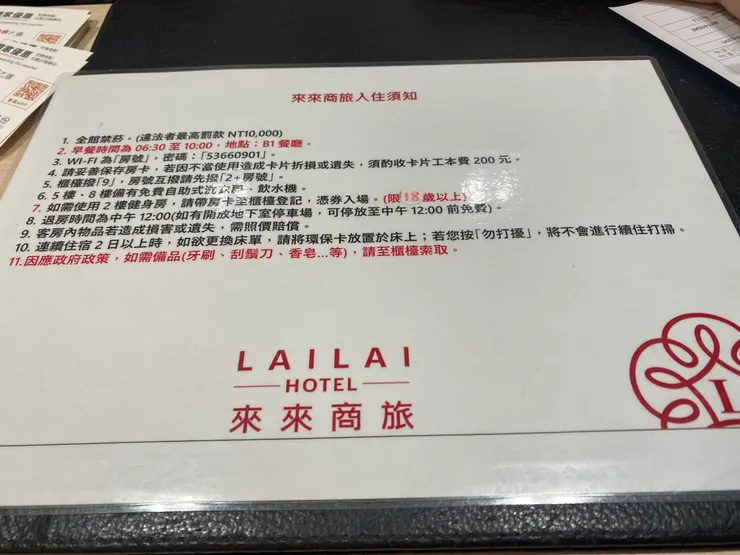 來來商旅入住須知
1. 全館禁菸。(違法者最高罰款 NT10,000)
2. 早餐時間為 06:30 至 10:00,地點:B1 餐廳。
3. WI-FI 為「房號」,密碼:「53660901」。
4. 請妥善保存房卡,若因不當使用造成卡片折損或遺失,須酌收卡片工本費 200 元。
5. 櫃檯撥「9」,房號互撥請先撥「2+房號」。
6. 5 樓、8 樓備有免費自助式洗衣 、飲水機。
7. 如需使用 2 樓健身房,請帶房卡至櫃檯登記,憑券入場。(限 18 歲以上)
8. 退房時間為中午 12:00(如有開放地下室停車場,可停放至中午 12:00 前免費)。
9. 客房內物品若造成損害或遺失,需照價賠償。
10. 連續住宿 2 日以上時,如欲更換床單,請將環保卡放置於床上;若您按「勿打擾」,將不會進行續住打掃。
11.因應政府政策,如需備品(牙刷、刮鬍刀、香皂...等),請至櫃檯索取。
LAILAI
HOTEL
來來商旅
L